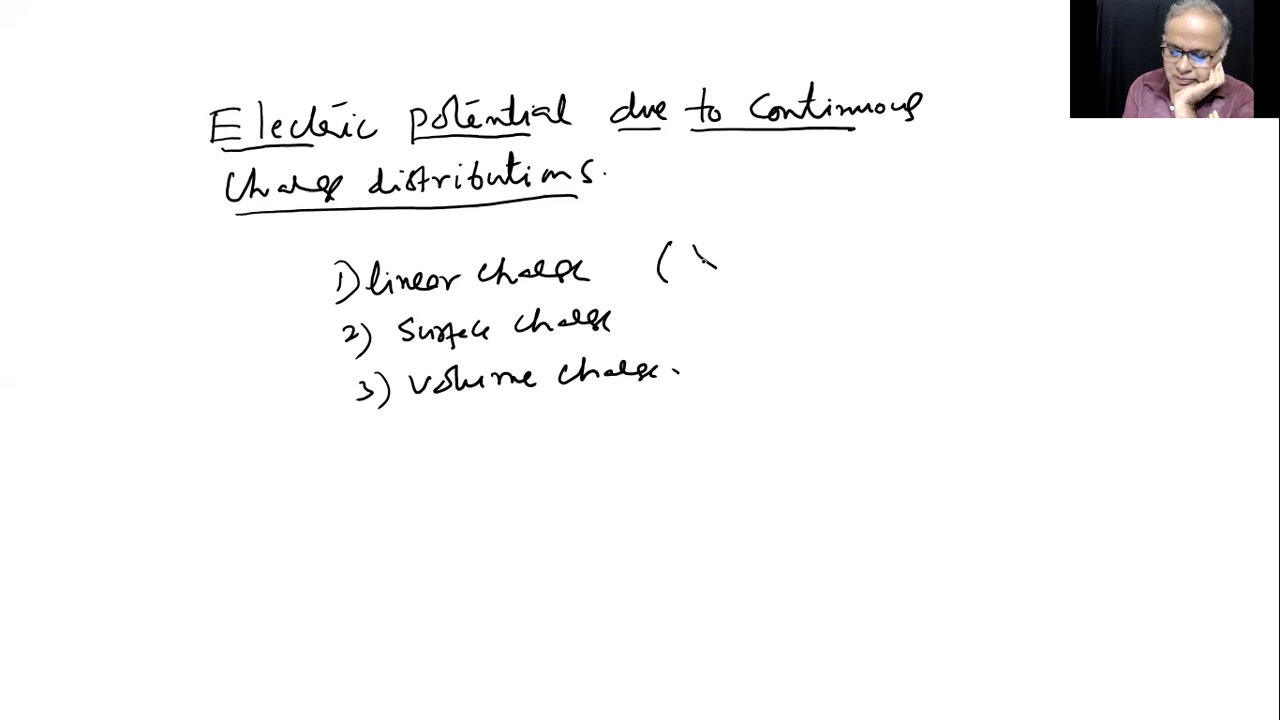 Electric potential due to continuous
charge distributions.
1) linear charge (
2) Surface charge
3) volume charge.